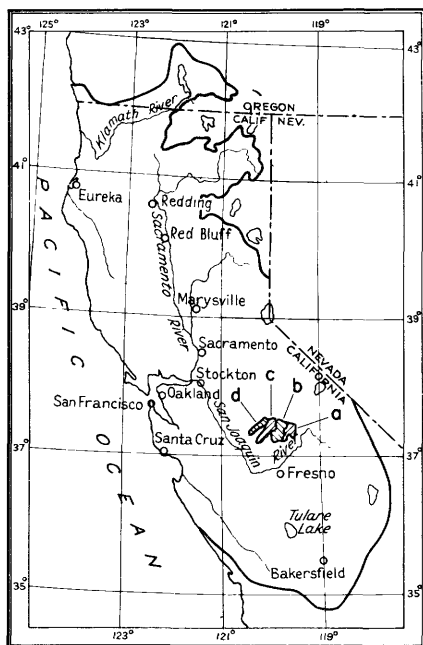 125° 123° 121° 119°
43° 43°
Klamath River
OREGON
CALIF. NEV.
41° 41°
Eureka
Redding
Red Bluff
Sacramento River
Marysville
39° 39°
PACIFIC OCEAN
Sacramento
NEVADA
CALIFORNIA
Stockton
Oakland
San Francisco
d c b a
San Joaquin River
37° 37°
Santa Cruz
Fresno
Tulare Lake
Bakersfield
35° 35°
123° 121° 119°